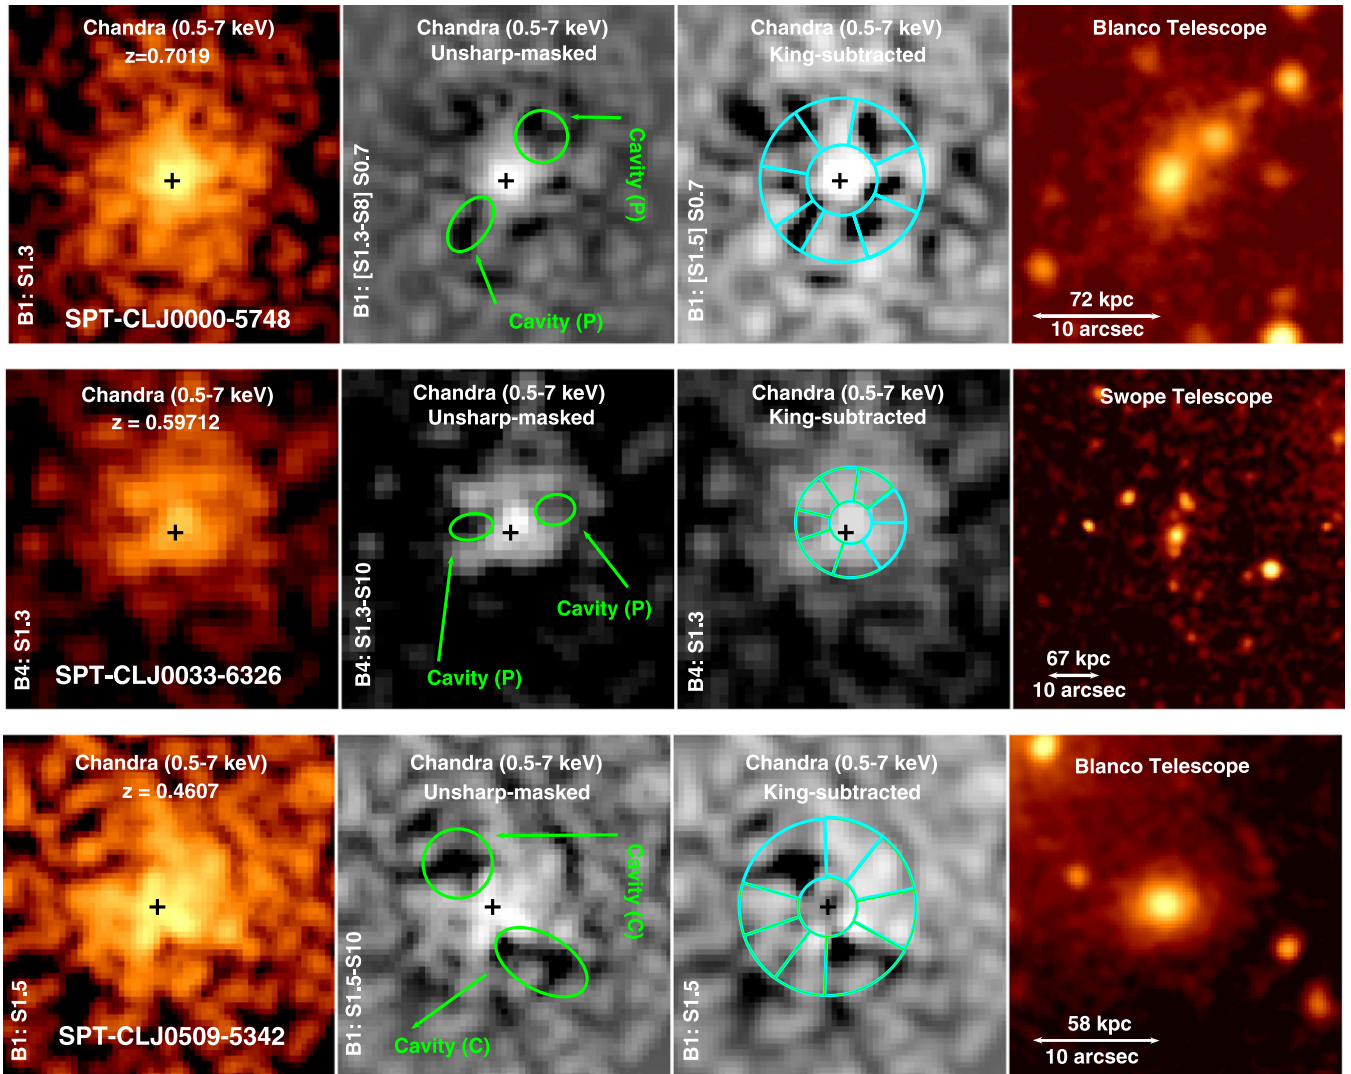 Chandra (0.5-7 keV)
z=0.7019
B1: S1.3
SPT-CLJ0000-5748
Chandra (0.5-7 keV)
Unsharp-masked
Cavity (P)
Cavity (P)
B1: [S1.3-S8] S0.7
Chandra (0.5-7 keV)
King-subtracted
B1: [S1.5] S0.7
Blanco Telescope
72 kpc
10 arcsec
Chandra (0.5-7 keV)
z = 0.59712
B4: S1.3
SPT-CLJ0033-6326
Chandra (0.5-7 keV)
Unsharp-masked
Cavity (P)
Cavity (P)
B4: S1.3-S10
Chandra (0.5-7 keV)
King-subtracted
B4: S1.3
Swope Telescope
67 kpc
10 arcsec
Chandra (0.5-7 keV)
z = 0.4607
B1: S1.5
SPT-CLJ0509-5342
Chandra (0.5-7 keV)
Unsharp-masked
Cavity (C)
Cavity (C)
B1: S1.5-S10
Chandra (0.5-7 keV)
King-subtracted
B1: S1.5
Blanco Telescope
58 kpc
10 arcsec